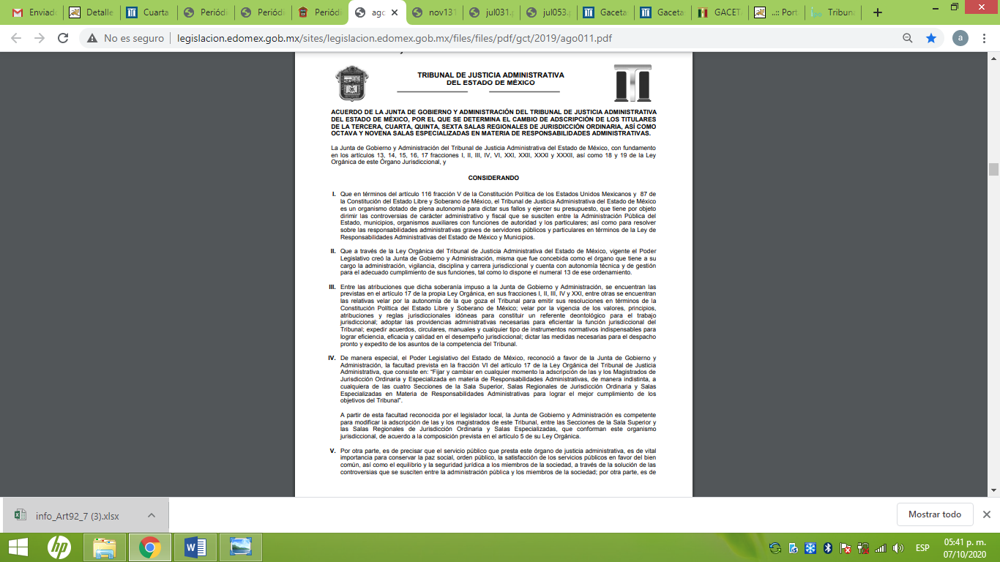 Enviado
Detalle
Cuarta
Periódi
Periódi
Periódi
ago
nov131
jul031.p
jul053.p
Gaceta
Gaceta
GACETA
..:: Port
Tribuna
No es seguro | legislacion.edomex.gob.mx/sites/legislacion.edomex.gob.mx/files/files/pdf/gct/2019/ago011.pdf
a
TRIBUNAL DE JUSTICIA ADMINISTRATIVA
DEL ESTADO DE MÉXICO
ACUERDO DE LA JUNTA DE GOBIERNO Y ADMINISTRACIÓN DEL TRIBUNAL DE JUSTICIA ADMINISTRATIVA
DEL ESTADO DE MÉXICO, POR EL QUE SE DETERMINA EL CAMBIO DE ADSCRIPCIÓN DE LOS TITULARES
DE LA TERCERA, CUARTA, QUINTA, SEXTA SALAS REGIONALES DE JURISDICCIÓN ORDINARIA, ASÍ COMO
OCTAVA Y NOVENA SALAS ESPECIALIZADAS EN MATERIA DE RESPONSABILIDADES ADMINISTRATIVAS.
La Junta de Gobierno y Administración del Tribunal de Justicia Administrativa del Estado de México, con fundamento
en los artículos 13, 14, 15, 16, 17 fracciones I, II, III, IV, VI, XXI, XXII, XXXI y XXXII, así como 18 y 19 de la Ley
Orgánica de este Órgano Jurisdiccional, y
CONSIDERANDO
I. Que en términos del artículo 116 fracción V de la Constitución Política de los Estados Unidos Mexicanos y 87 de
la Constitución del Estado Libre y Soberano de México, el Tribunal de Justicia Administrativa del Estado de México
es un organismo dotado de plena autonomía para dictar sus fallos y ejercer su presupuesto, que tiene por objeto
dirimir las controversias de carácter administrativo y fiscal que se susciten entre la Administración Pública del
Estado, municipios, organismos auxiliares con funciones de autoridad y los particulares; así como para resolver
sobre las responsabilidades administrativas graves de servidores públicos y particulares en términos de la Ley de
Responsabilidades Administrativas del Estado de México y Municipios.
II. Que a través de la Ley Orgánica del Tribunal de Justicia Administrativa del Estado de México, vigente el Poder
Legislativo creó la Junta de Gobierno y Administración, misma que fue concebida como el órgano que tiene a su
cargo la administración, vigilancia, disciplina y carrera jurisdiccional y cuenta con autonomía técnica y de gestión
para el adecuado cumplimiento de sus funciones, tal como lo dispone el numeral 13 de ese ordenamiento.
III. Entre las atribuciones que dicha soberanía impuso a la Junta de Gobierno y Administración, se encuentran las
previstas en el artículo 17 de la propia Ley Orgánica, en sus fracciones I, II, III, IV y XXI, entre otras se encuentran
las relativas velar por la autonomía de la que goza el Tribunal para emitir sus resoluciones en términos de la
Constitución Política del Estado Libre y Soberano de México; velar por la vigencia de los valores, principios,
atribuciones y reglas jurisdiccionales idóneas para constituir un referente deontológico para el trabajo
jurisdiccional; adoptar las providencias administrativas necesarias para eficientar la función jurisdiccional del
Tribunal; expedir acuerdos, circulares, manuales y cualquier tipo de instrumentos normativos indispensables para
lograr eficiencia, eficacia y calidad en el desempeño jurisdiccional; dictar las medidas necesarias para el despacho
pronto y expedito de los asuntos de la competencia del Tribunal.
IV. De manera especial, el Poder Legislativo del Estado de México, reconoció a favor de la Junta de Gobierno y
Administración, la facultad prevista en la fracción VI del artículo 17 de la Ley Orgánica del Tribunal de Justicia
Administrativa, que consiste en: "Fijar y cambiar en cualquier momento la adscripción de las y los Magistrados de
Jurisdicción Ordinaria y Especializada en materia de Responsabilidades Administrativas, de manera indistinta, a
cualquiera de las cuatro Secciones de la Sala Superior, Salas Regionales de Jurisdicción Ordinaria y Salas
Especializadas en Materia de Responsabilidades Administrativas para lograr el mejor cumplimiento de los
objetivos del Tribunal".
A partir de esta facultad reconocida por el legislador local, la Junta de Gobierno y Administración es competente
para modificar la adscripción de las y los magistrados de este Tribunal, entre las Secciones de la Sala Superior y
las Salas Regionales de Jurisdicción Ordinaria y Salas Especializadas, que conforman este organismo
jurisdiccional, de acuerdo a la composición prevista en el artículo 5 de su Ley Orgánica.
V. Por otra parte, es de precisar que el servicio público que presta este órgano de justicia administrativa, es de vital
importancia para conservar la paz social, orden público, la satisfacción de los servicios públicos en favor del bien
común, así como el equilibrio y la seguridad jurídica a los miembros de la sociedad, a través de la solución de las
controversias que se susciten entre la administración pública y los miembros de la sociedad; por otra parte, es de
info_Art92_7 (3).xlsx
Mostrar todo
ESP
05:41 p. m.
07/10/2020